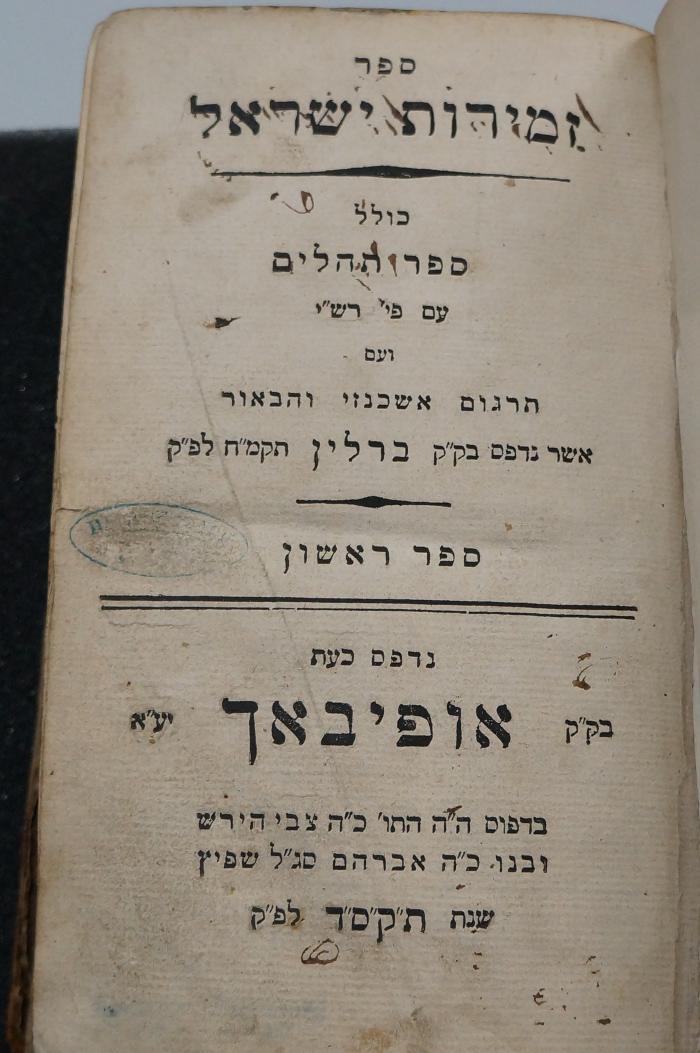 ספר
זמירות ישראל
כולל
ספר תהלים
עם פי' רש"י
ועם
תרגום אשכנזי והבאור
אשר נדפס בק"ק ברלין תקמ"ח לפ"ק
ספר ראשון
נדפס כעת
בק"ק אופיבאך יע"א
בדפוס ה"ה התו' כ"ה צבי הירש
ובנו כ"ה אברהם סג"ל שפיץ
שנת ת"ק"ס"ד לפ"ק